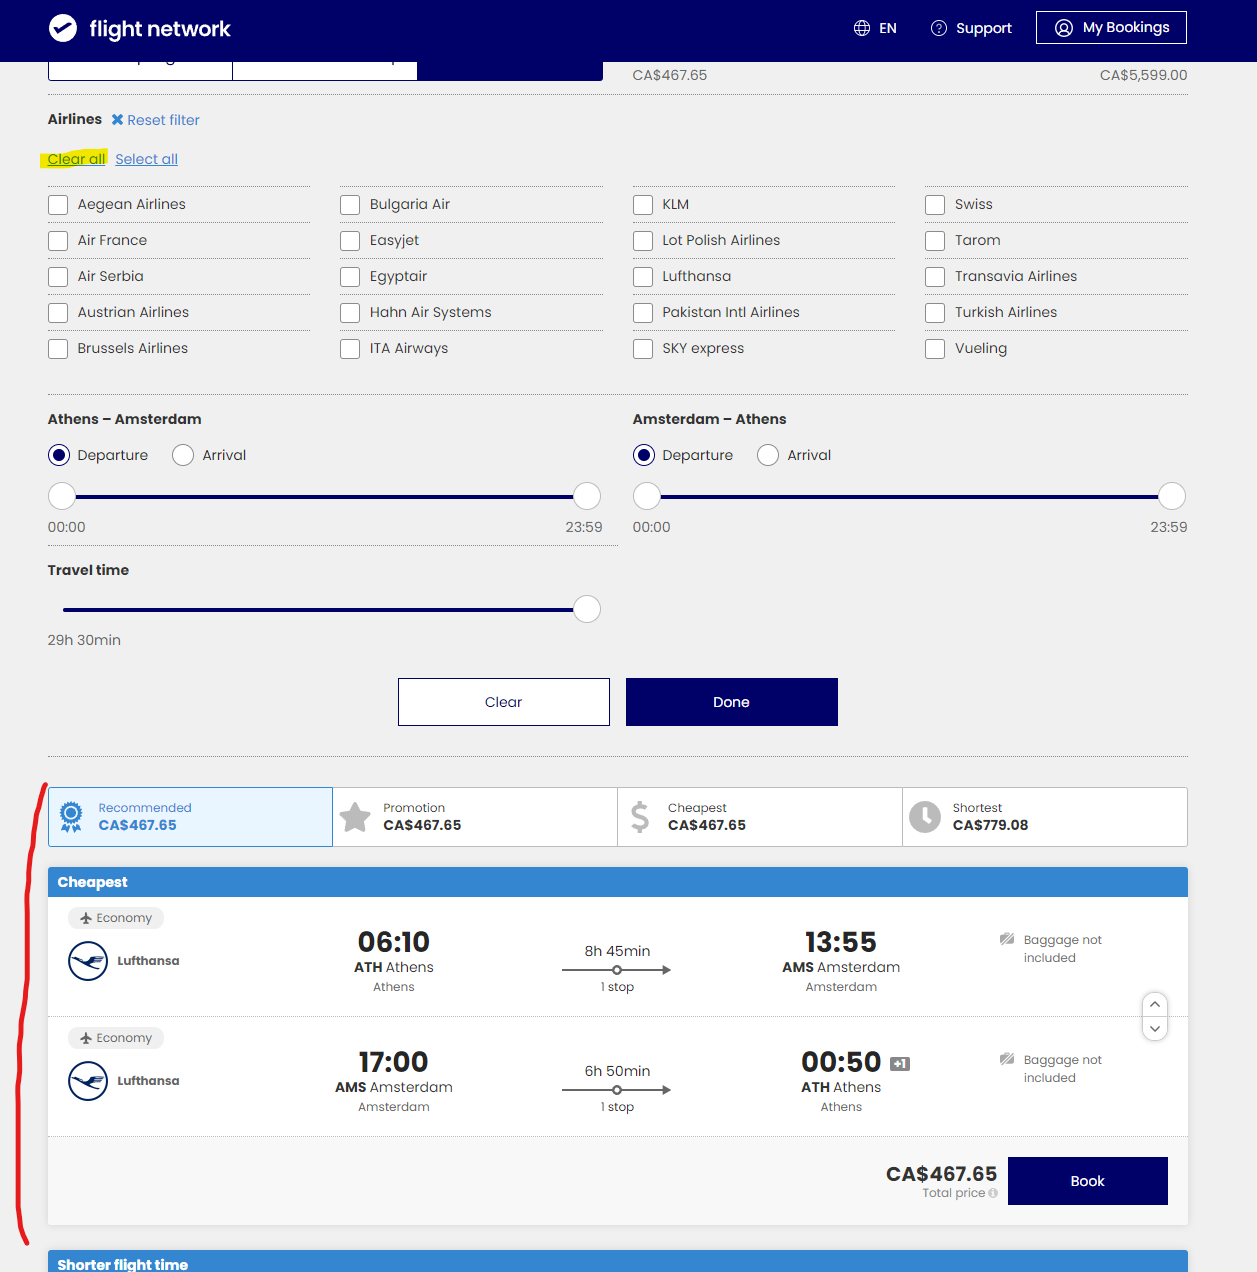 flight network
EN
Support
My Bookings
CA$467.65
CA$5,599.00
Airlines
Reset filter
Clear all
Select all
Aegean Airlines
Bulgaria Air
KLM
Swiss
Air France
Easyjet
Lot Polish Airlines
Tarom
Air Serbia
Egyptair
Lufthansa
Transavia Airlines
Austrian Airlines
Hahn Air Systems
Pakistan Intl Airlines
Turkish Airlines
Brussels Airlines
ITA Airways
SKY express
Vueling
Athens – Amsterdam
Amsterdam – Athens
Departure
Arrival
Departure
Arrival
00:00
23:59
00:00
23:59
Travel time
29h 30min
Clear
Done
Recommended
CA$467.65
Promotion
CA$467.65
Cheapest
CA$467.65
Shortest
CA$779.08
Cheapest
Economy
Lufthansa
06:10
ATH Athens
Athens
8h 45min
1 stop
13:55
AMS Amsterdam
Amsterdam
Baggage not
included
Economy
Lufthansa
17:00
AMS Amsterdam
Amsterdam
6h 50min
1 stop
00:50 +1
ATH Athens
Athens
Baggage not
included
CA$467.65
Total price
Book
Shorter flight time